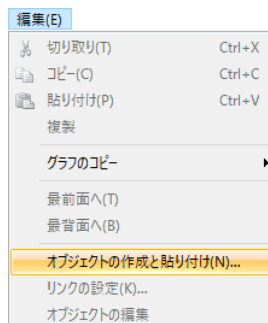 編集(E)
切り取り(T) Ctrl+X
コピー(C) Ctrl+C
貼り付け(P) Ctrl+V
複製
グラフのコピー
最前面へ(T)
最背面へ(B)
オブジェクトの作成と貼り付け(N)...
リンクの設定(K)...
オブジェクトの編集